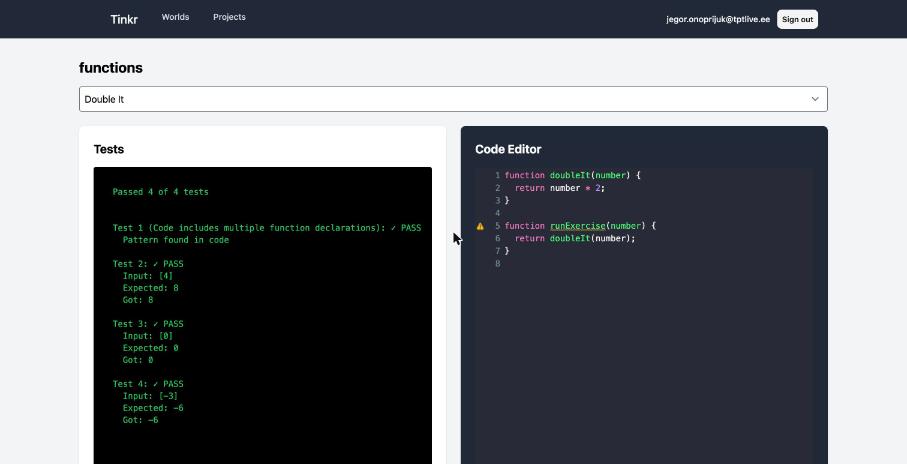 Tinkr Worlds Projects jegor.onoprijuk@tptlive.ee Sign out
functions
Double It
Tests
Passed 4 of 4 tests
Test 1 (Code includes multiple function declarations): ✓ PASS
Pattern found in code
Test 2: ✓ PASS
Input: [4]
Expected: 8
Got: 8
Test 3: ✓ PASS
Input: [0]
Expected: 0
Got: 0
Test 4: ✓ PASS
Input: [-3]
Expected: -6
Got: -6
Code Editor
1 function doubleIt(number) {
2   return number * 2;
3 }
4
5 function runExercise(number) {
6   return doubleIt(number);
7 }
8